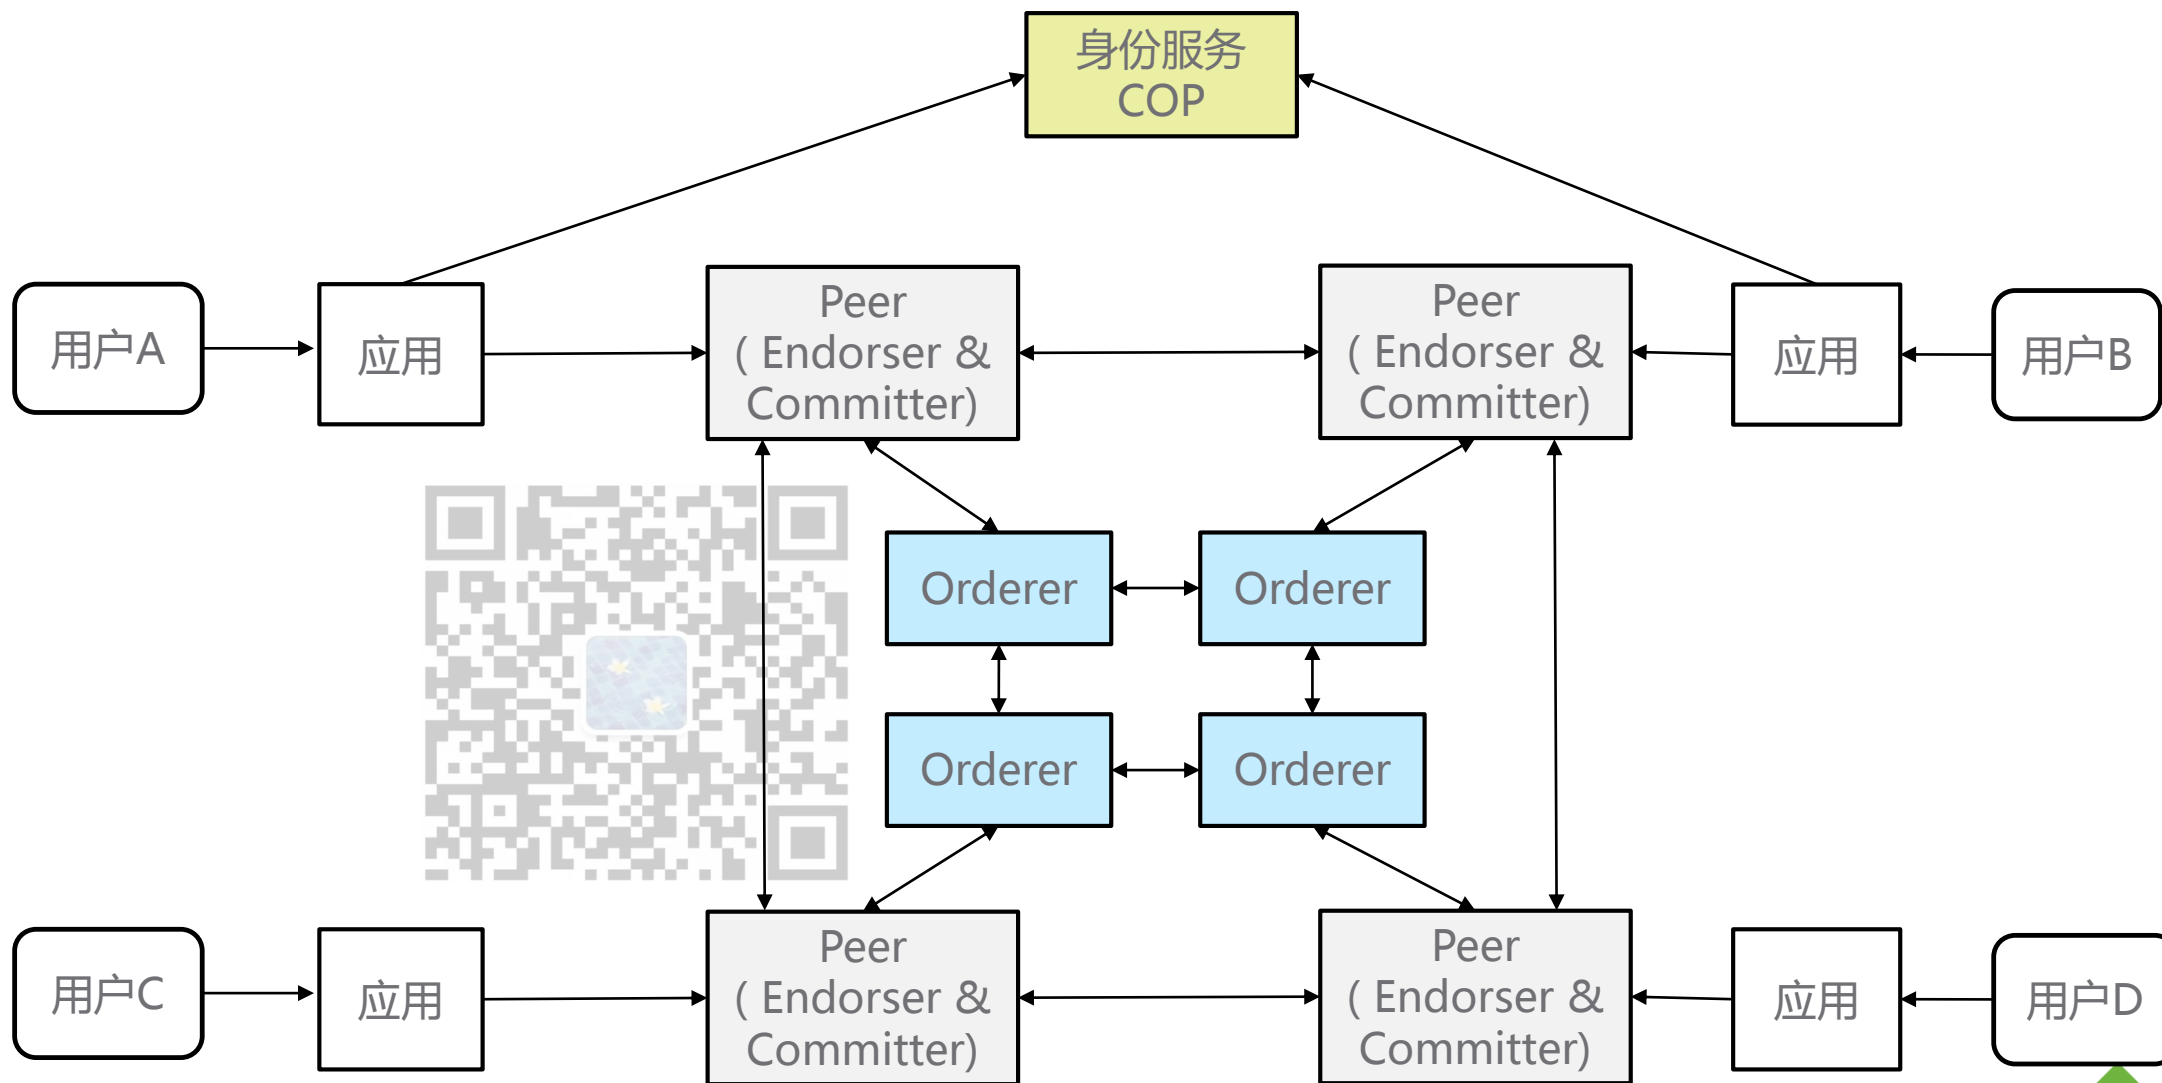 身份服务
COP
用户A
应用
Peer
( Endorser &
Committer)
Peer
( Endorser &
Committer)
应用
用户B
Orderer
Orderer
Orderer
Orderer
用户C
应用
Peer
( Endorser &
Committer)
Peer
( Endorser &
Committer)
应用
用户D